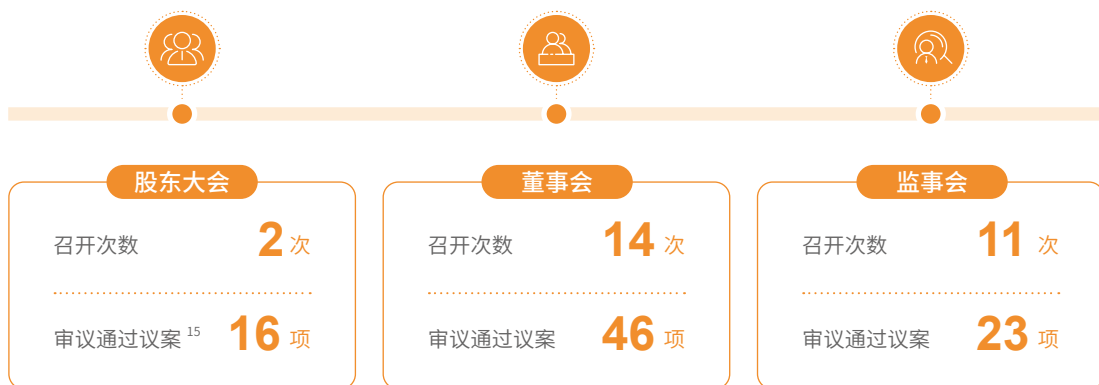 股东大会
召开次数 2 次
审议通过议案 15 16 项
董事会
召开次数 14 次
审议通过议案 46 项
监事会
召开次数 11 次
审议通过议案 23 项